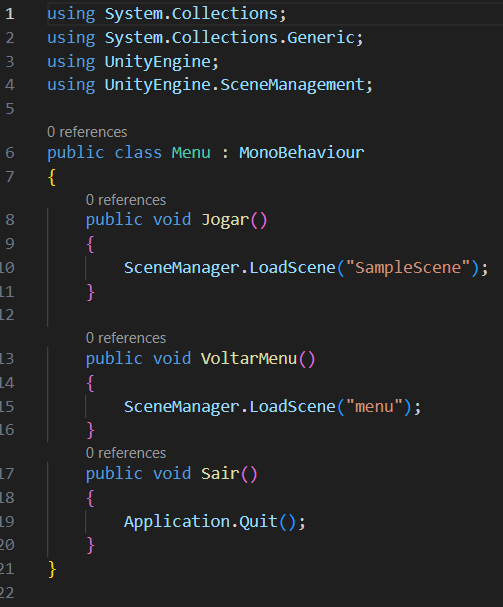 1 using System.Collections;
2 using System.Collections.Generic;
3 using UnityEngine;
4 using UnityEngine.SceneManagement;
5
0 references
6 public class Menu : MonoBehaviour
7 {
0 references
8 public void Jogar()
9 {
10 SceneManager.LoadScene("SampleScene");
11 }
12
0 references
13 public void VoltarMenu()
14 {
15 SceneManager.LoadScene("menu");
16 }
0 references
17 public void Sair()
18 {
19 Application.Quit();
20 }
21 }
22